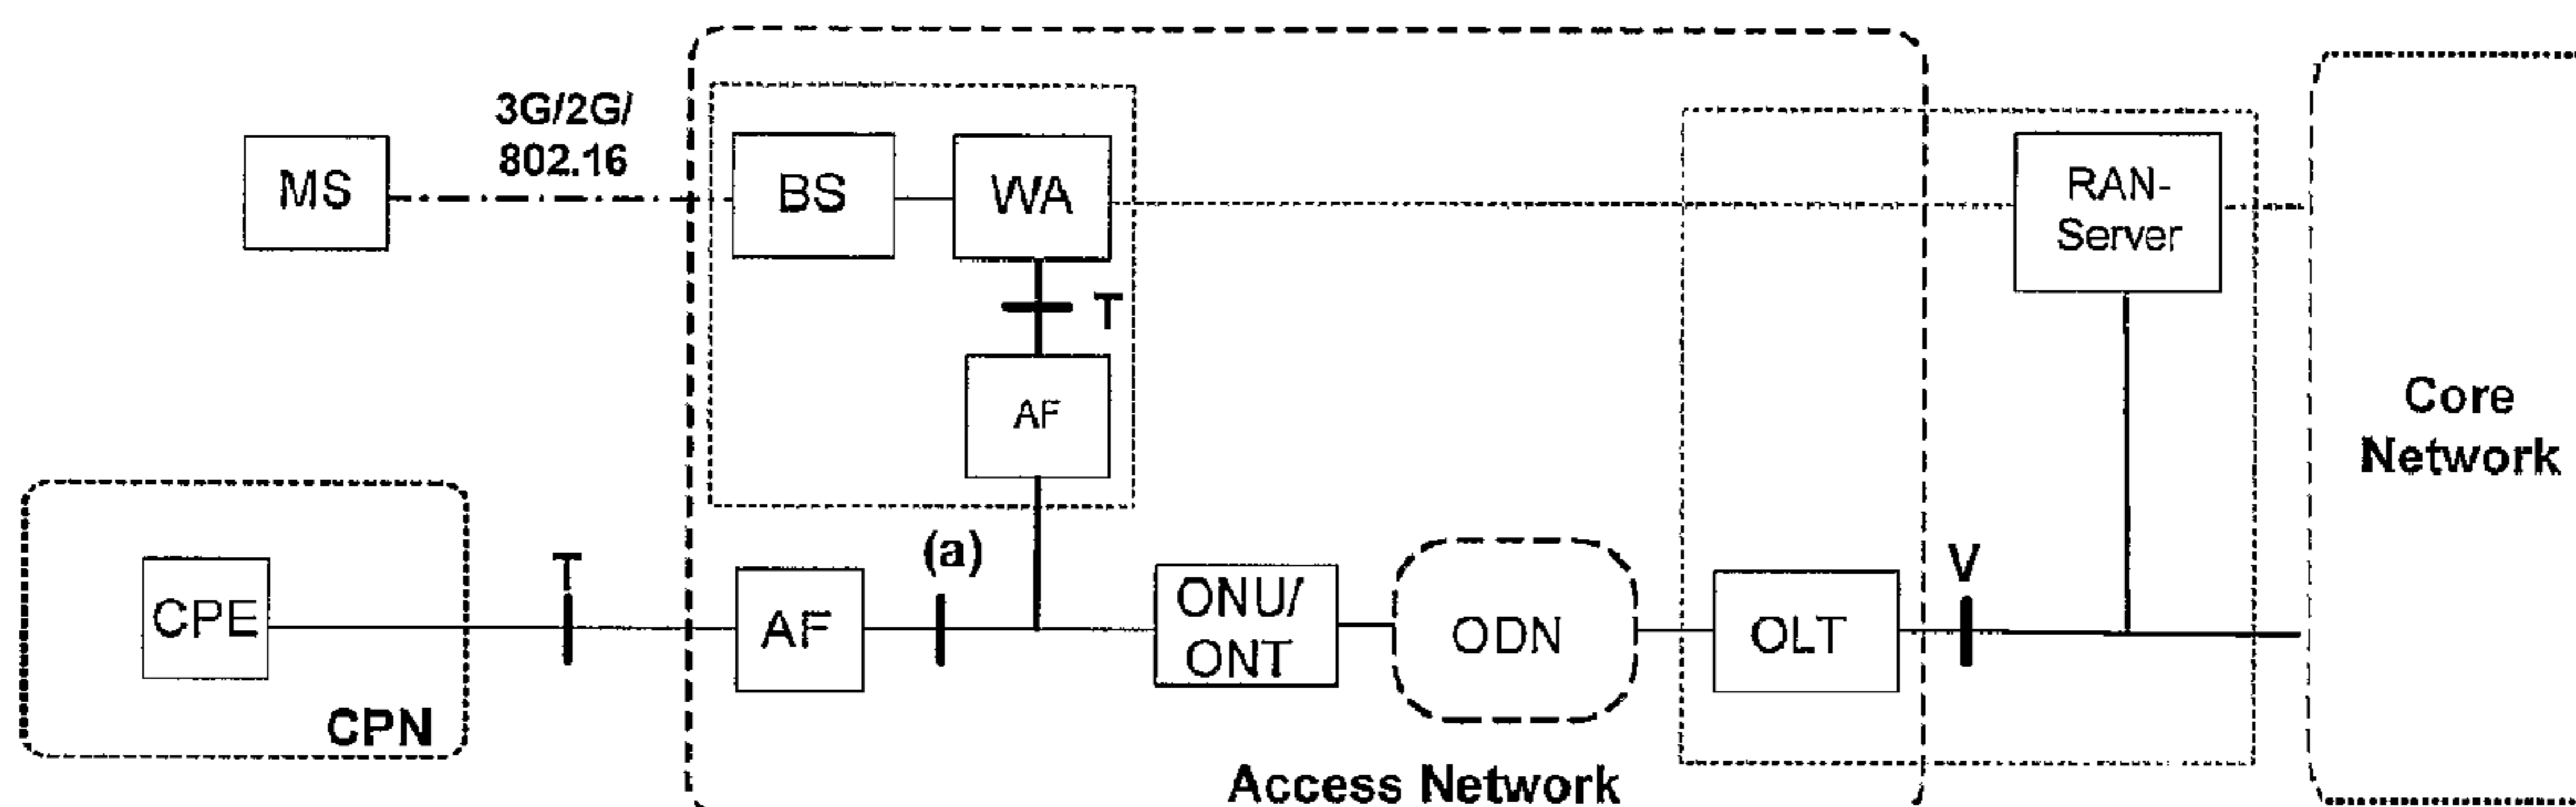 3G/2G/
802.16
MS
BS
WA
RAN-
Server
T
AF
Core
Network
(a)
T
V
CPE
AF
ONU/
ONT
ODN
OLT
CPN
Access Network